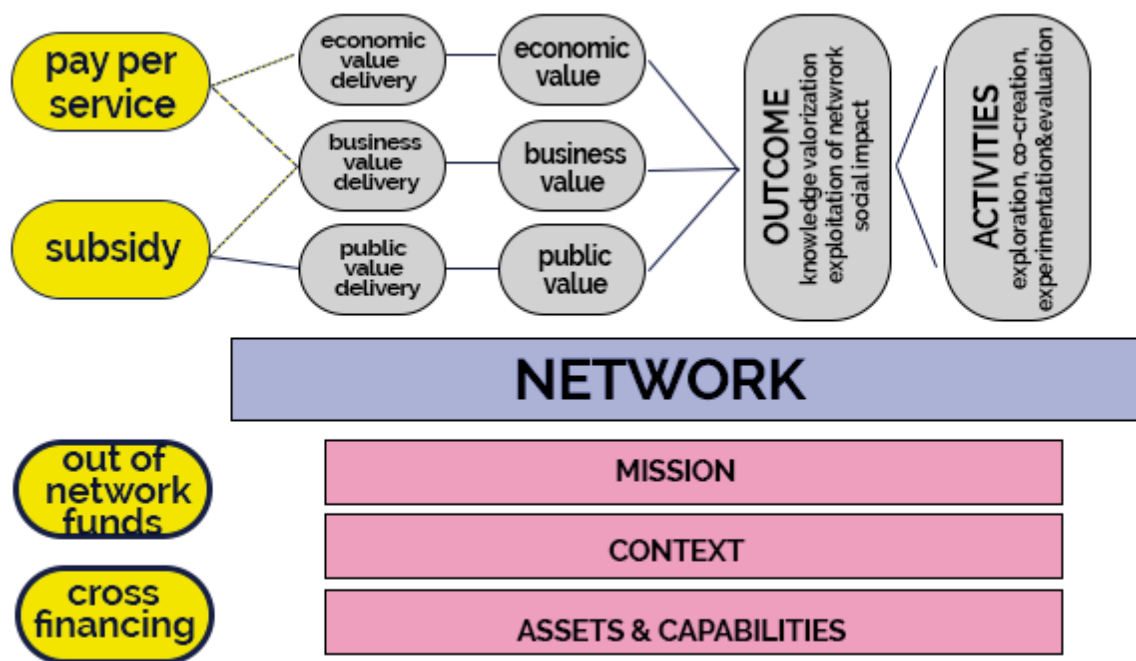 pay per
service
subsidy
economic
value
delivery
economic
value
business
value
delivery
business
value
public
value
delivery
public
value
OUTCOME
knowledge valorization
exploitation of netwrork
social impact
ACTIVITIES
exploration, co-creation,
experimentation&evaluation
NETWORK
out of
network
funds
cross
financing
MISSION
CONTEXT
ASSETS & CAPABILITIES